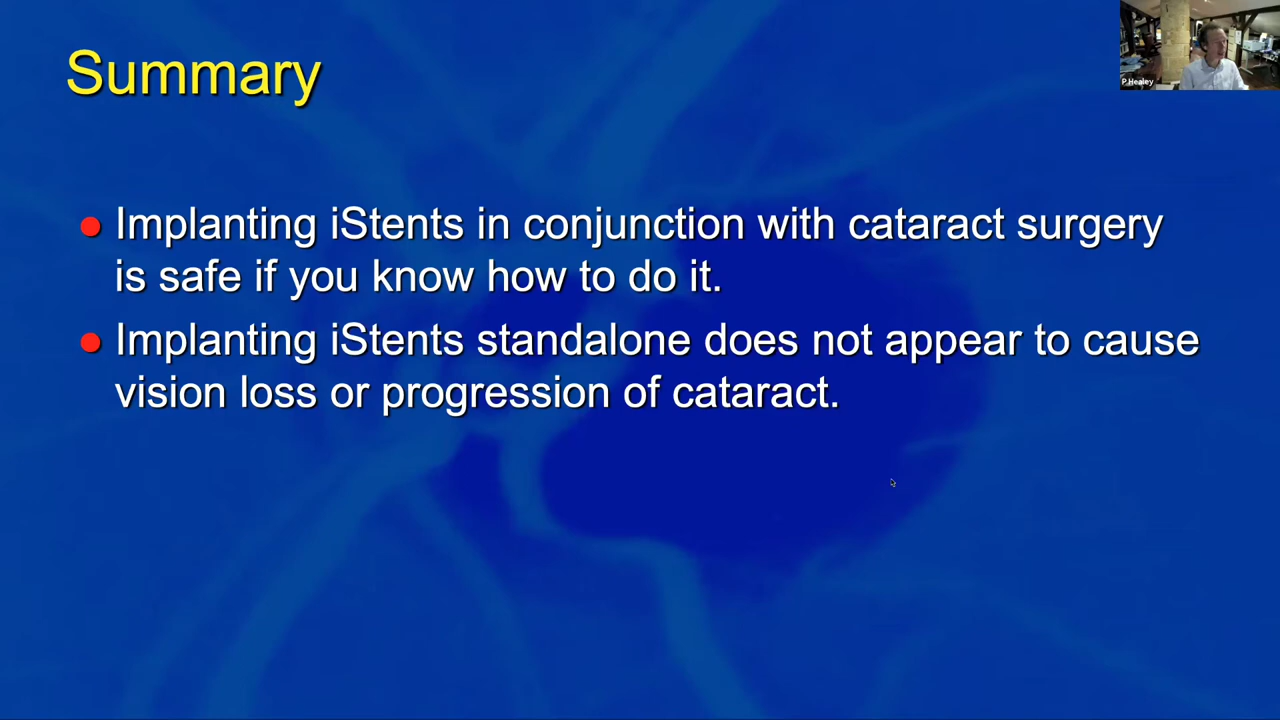 Summary
P.Healey
Implanting iStents in conjunction with cataract surgery
is safe if you know how to do it.
Implanting iStents standalone does not appear to cause
vision loss or progression of cataract.